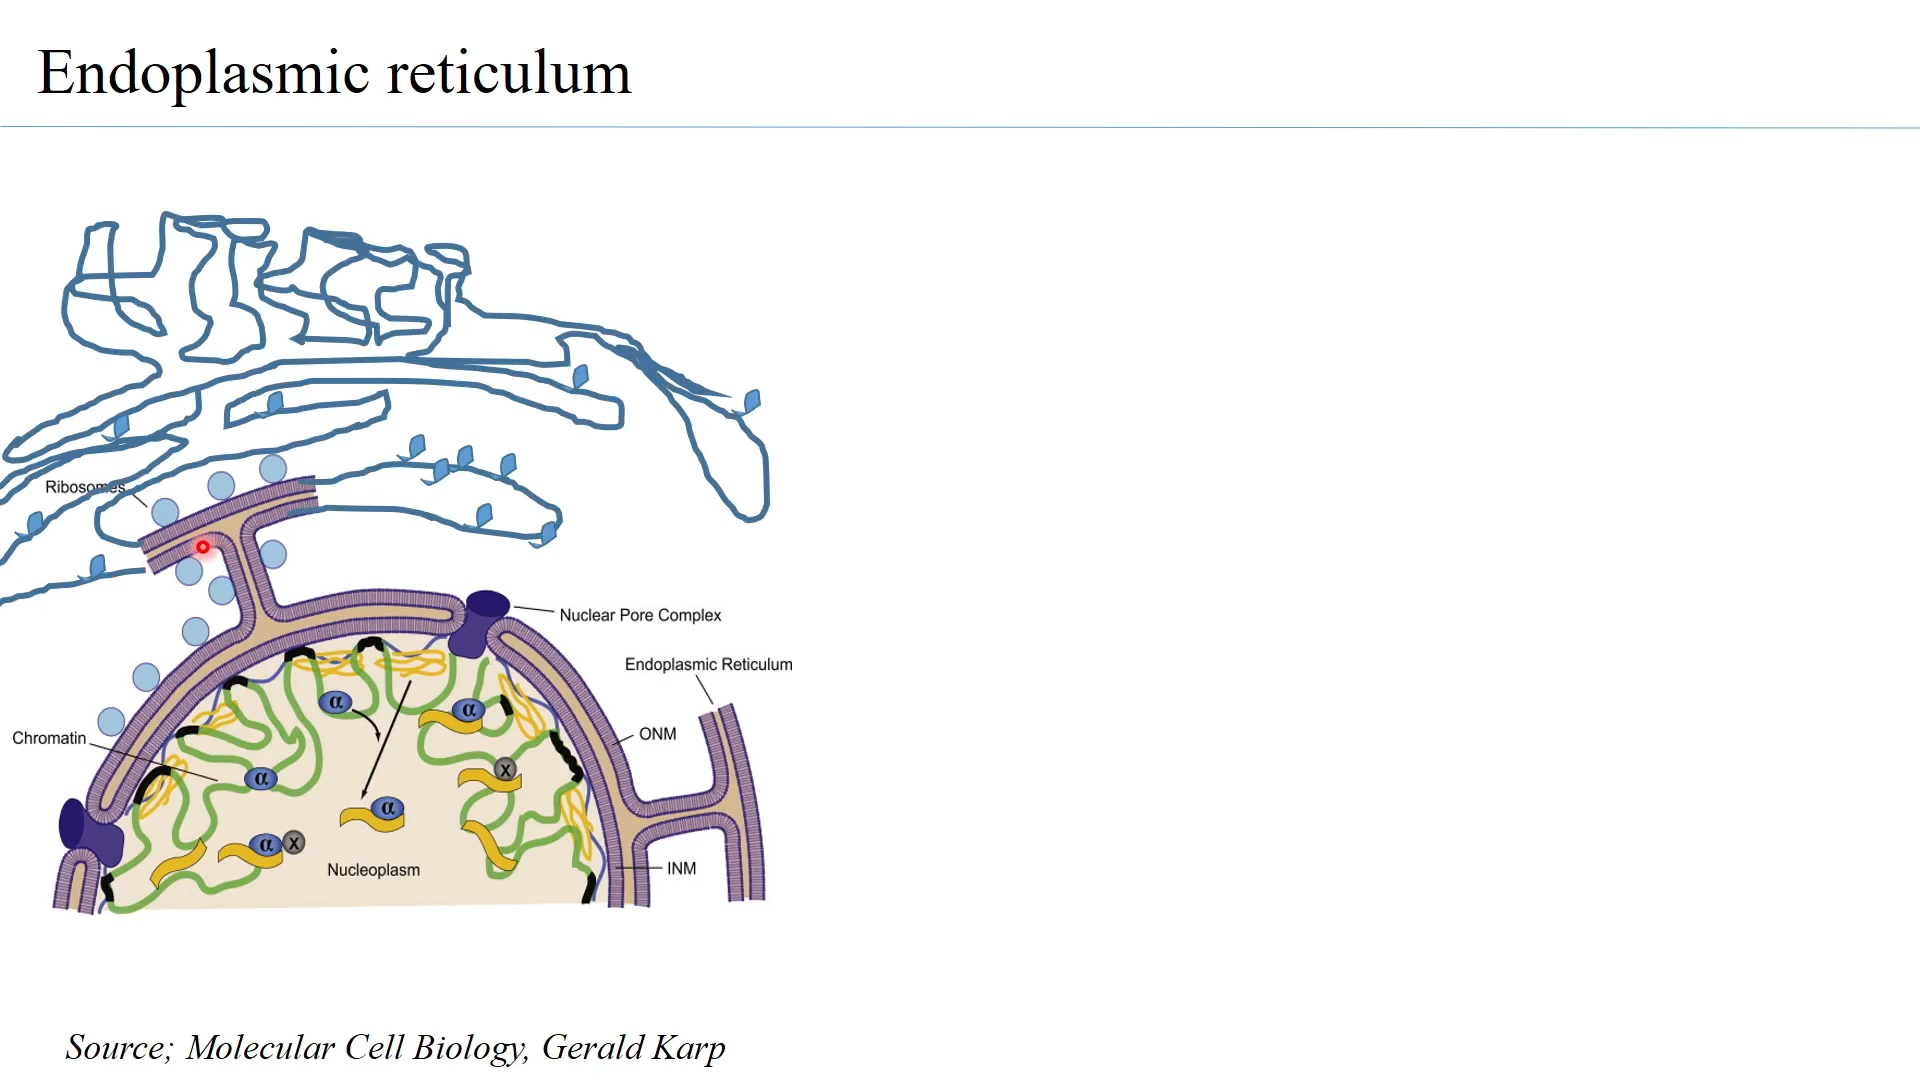 Endoplasmic reticulum
Ribosomes
Nuclear Pore Complex
Endoplasmic Reticulum
α
α
ONM
Chromatin
X
α
α
α X
Nucleoplasm
INM
Source; Molecular Cell Biology, Gerald Karp